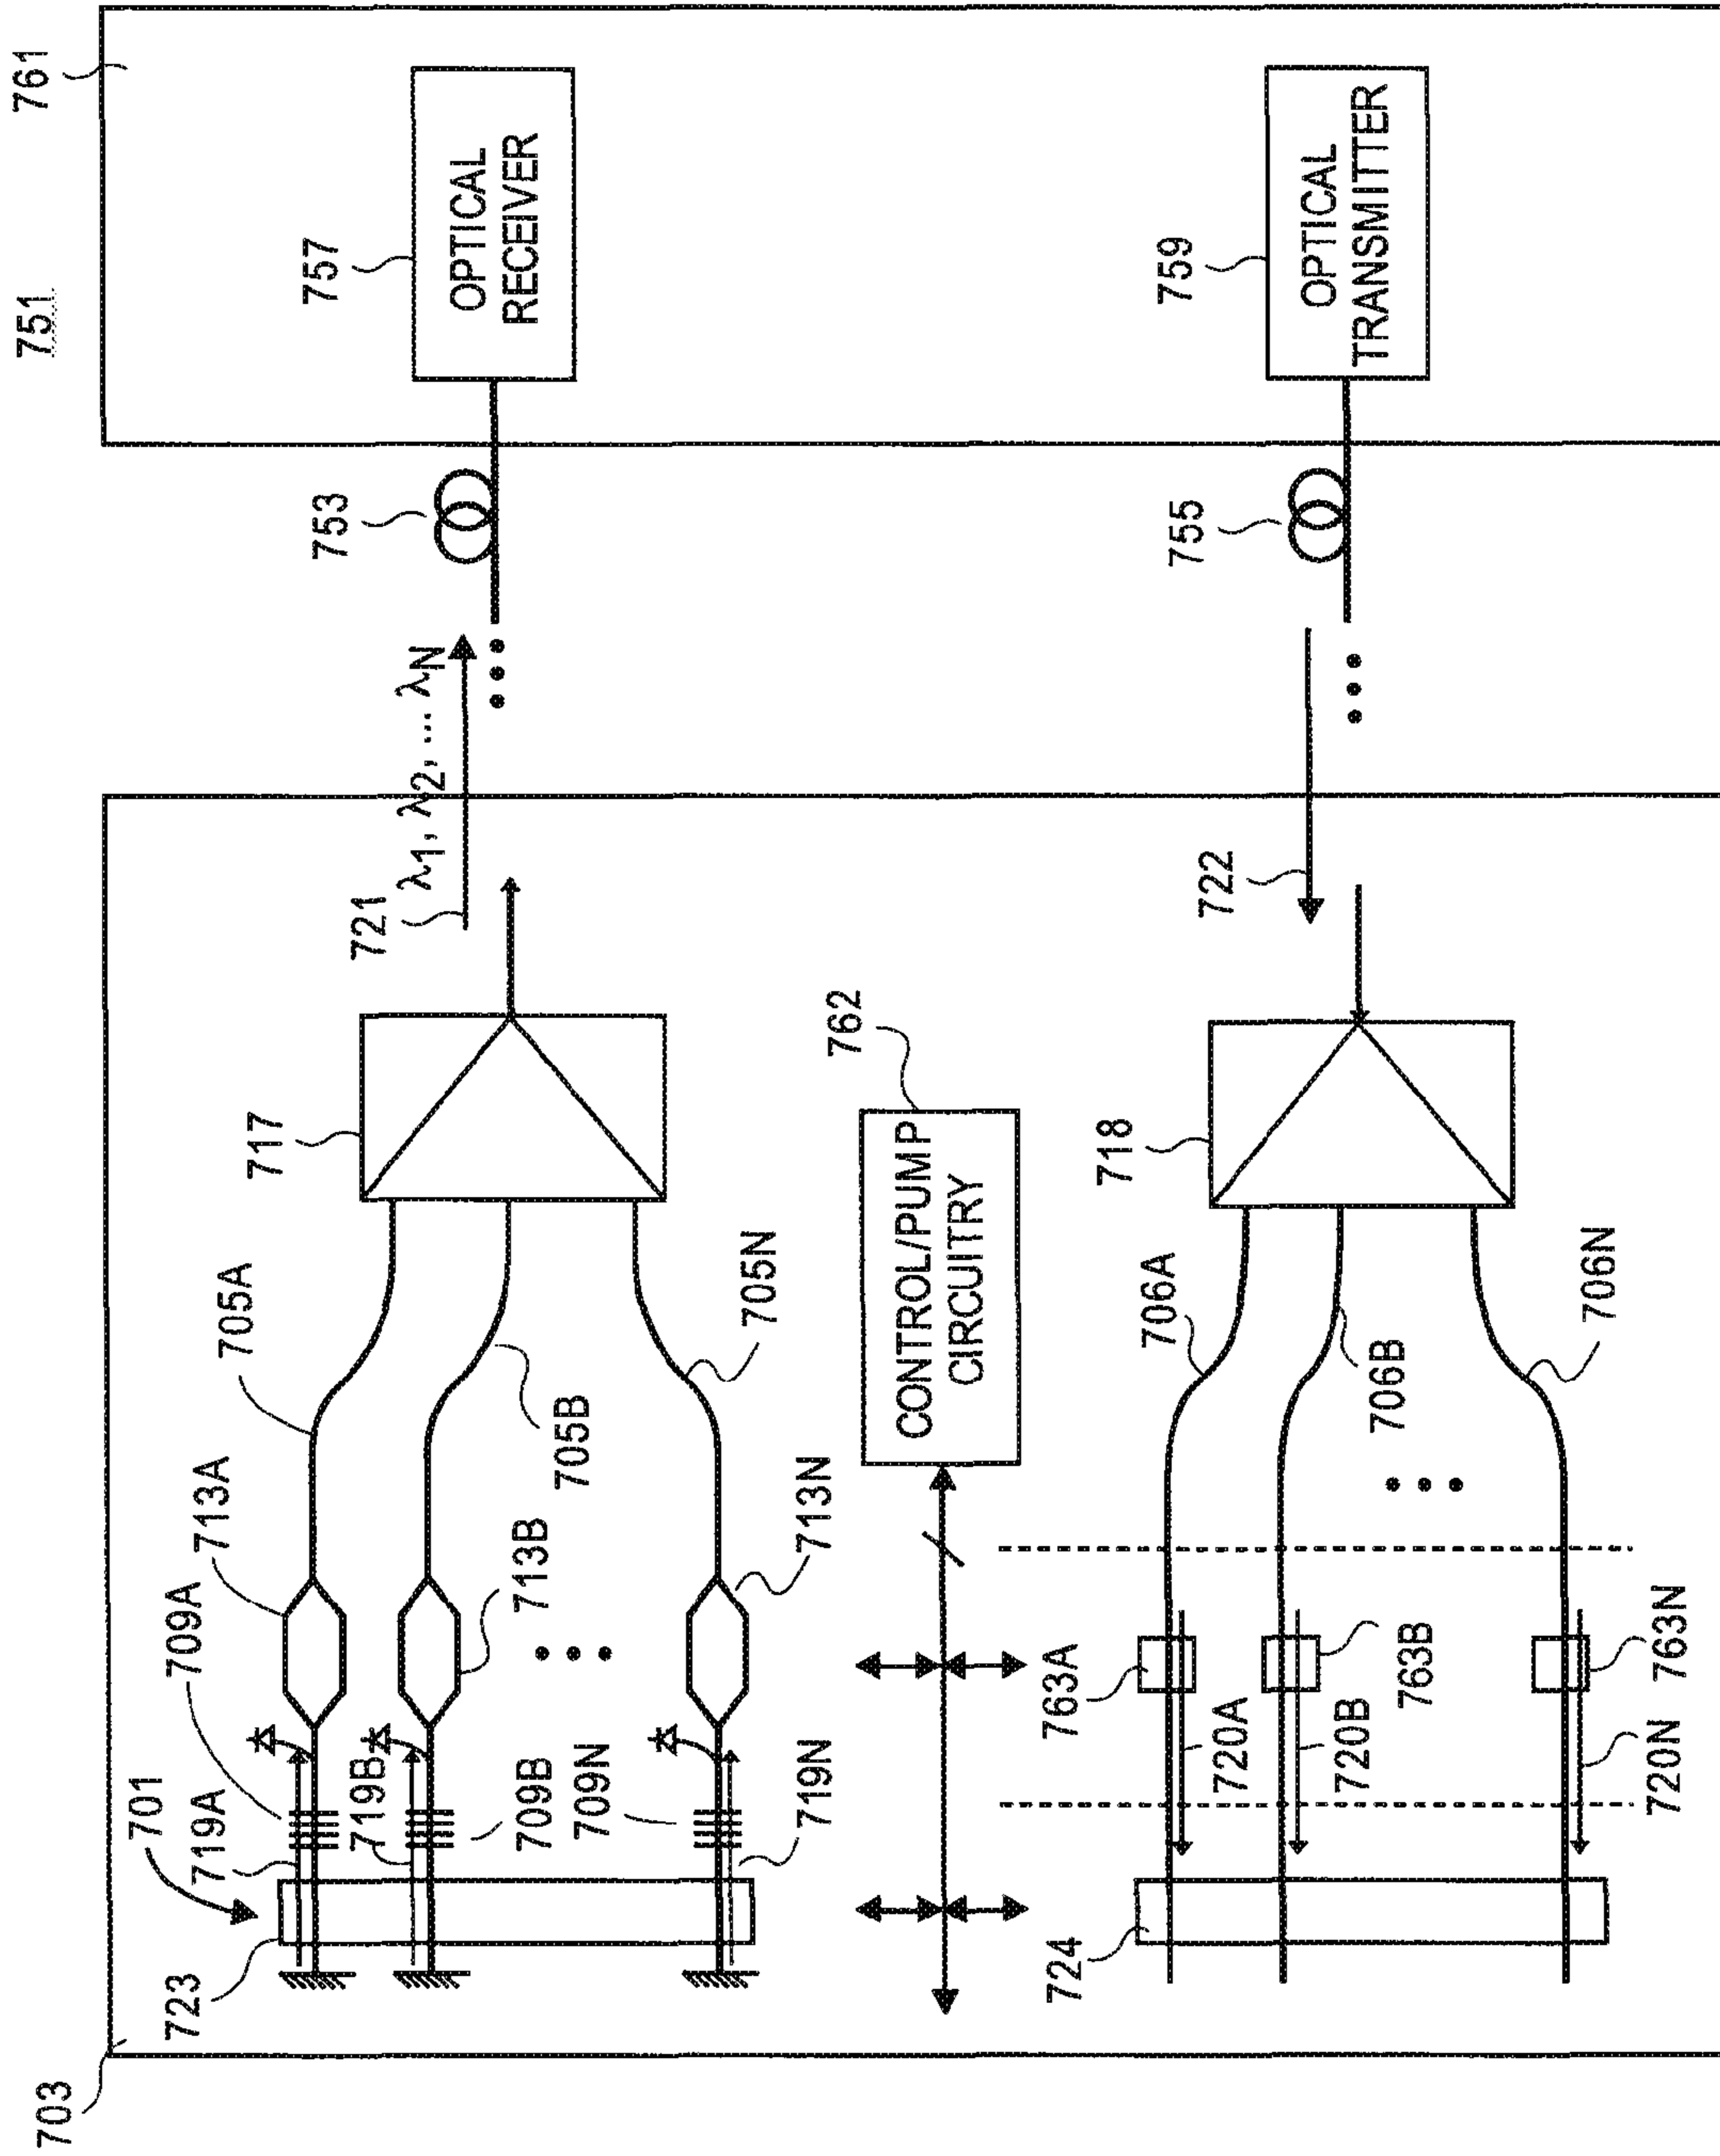 751
761
703
757
OPTICAL
RECEIVER
753
λ1, λ2, ... λN
721
717
705A
705B
705N
713A
713B
713N
709A
709B
709N
701
719A
719B
719N
723
762
CONTROL/PUMP
CIRCUITRY
759
OPTICAL
TRANSMITTER
755
722
718
706A
706B
706N
763A
763B
763N
720A
720B
720N
724